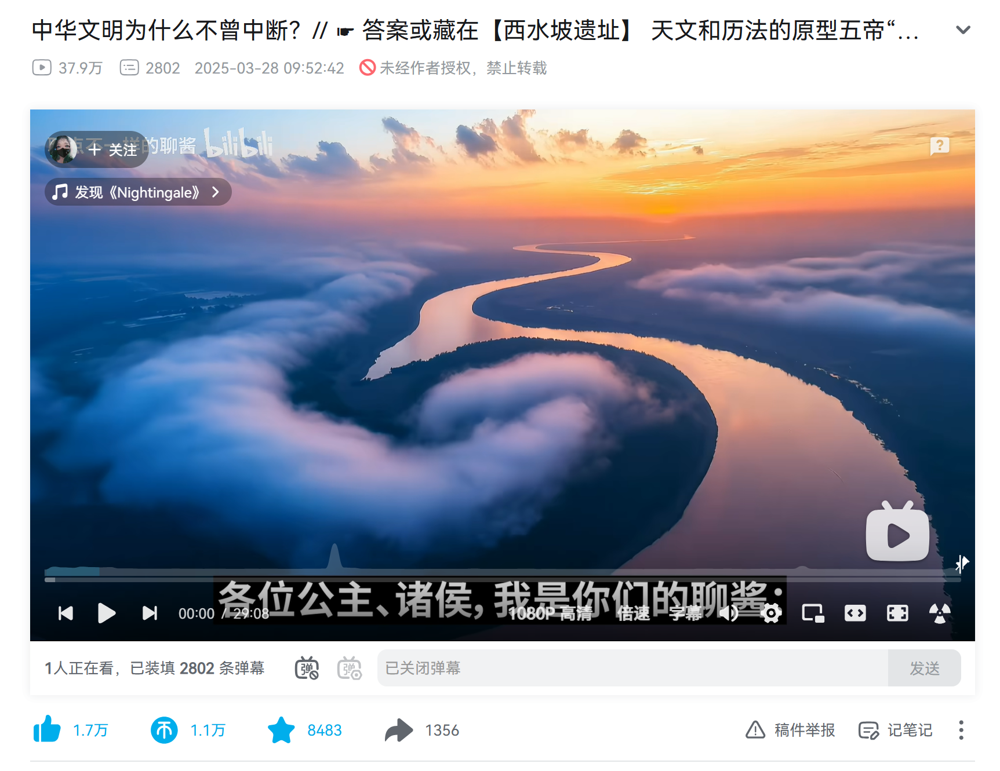 中华文明为什么不曾中断？// ☛ 答案或藏在【西水坡遗址】 天文和历法的原型五帝“…
37.9万 2802 2025-03-28 09:52:42 未经作者授权，禁止转载
的聊酱 bilibili
+ 关注
发现《Nightingale》
各位公主、诸侯，我是你们的聊酱：
00:00 / 29:08 1080P 高清 倍速 字幕
1人正在看，已装填 2802 条弹幕 弹 弹 已关闭弹幕 发送
1.7万 1.1万 8483 1356 稿件举报 记笔记